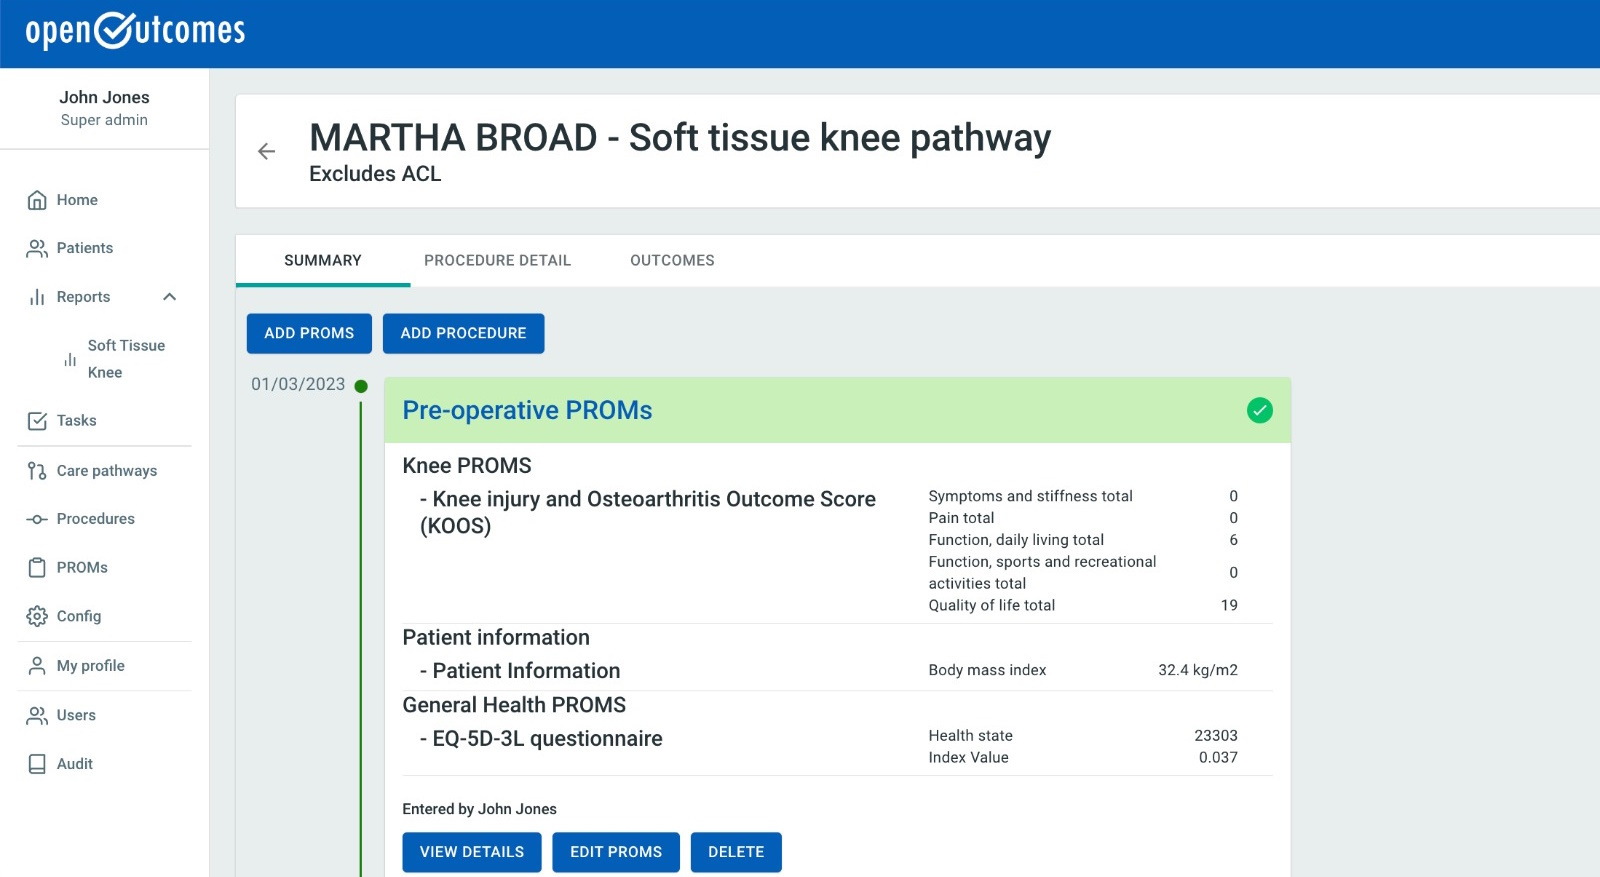 openOutcomes
John Jones
Super admin
Home
Patients
Reports
Soft Tissue
Knee
Tasks
Care pathways
Procedures
PROMs
Config
My profile
Users
Audit
MARTHA BROAD - Soft tissue knee pathway
Excludes ACL
SUMMARY PROCEDURE DETAIL OUTCOMES
ADD PROMS ADD PROCEDURE
01/03/2023
Pre-operative PROMs
Knee PROMS
- Knee injury and Osteoarthritis Outcome Score
(KOOS)
Symptoms and stiffness total 0
Pain total 0
Function, daily living total 6
Function, sports and recreational
activities total 0
Quality of life total 19
Patient information
- Patient Information Body mass index 32.4 kg/m2
General Health PROMS
- EQ-5D-3L questionnaire
Health state 23303
Index Value 0.037
Entered by John Jones
VIEW DETAILS EDIT PROMS DELETE